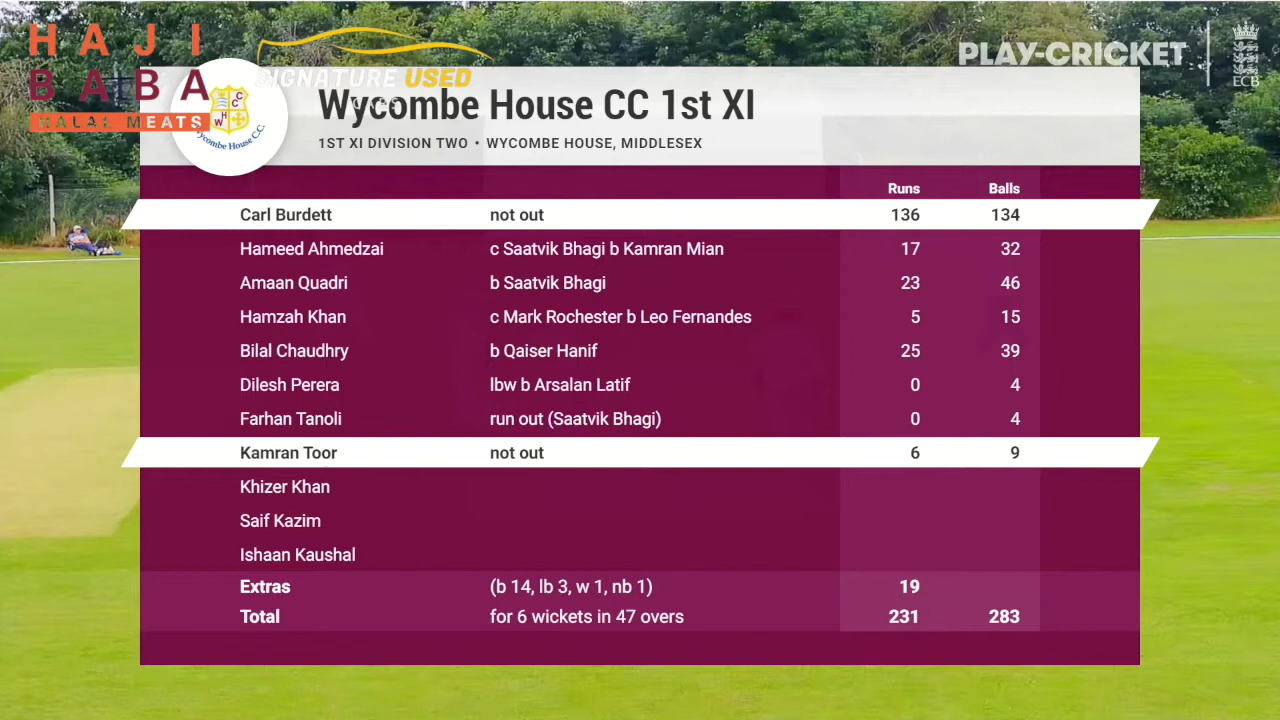 HAJI
BABA
HALAL MEATS
SIGNATURE USED
CARS
PLAY-CRICKET
ECB
CC
WH
Wycombe House C.C.
Wycombe House CC 1st XI
1ST XI DIVISION TWO • WYCOMBE HOUSE, MIDDLESEX
Runs Balls
Carl Burdett not out 136 134
Hameed Ahmedzai c Saatvik Bhagi b Kamran Mian 17 32
Amaan Quadri b Saatvik Bhagi 23 46
Hamzah Khan c Mark Rochester b Leo Fernandes 5 15
Bilal Chaudhry b Qaiser Hanif 25 39
Dilesh Perera lbw b Arsalan Latif 0 4
Farhan Tanoli run out (Saatvik Bhagi) 0 4
Kamran Toor not out 6 9
Khizer Khan
Saif Kazim
Ishaan Kaushal
Extras (b 14, lb 3, w 1, nb 1) 19
Total for 6 wickets in 47 overs 231 283